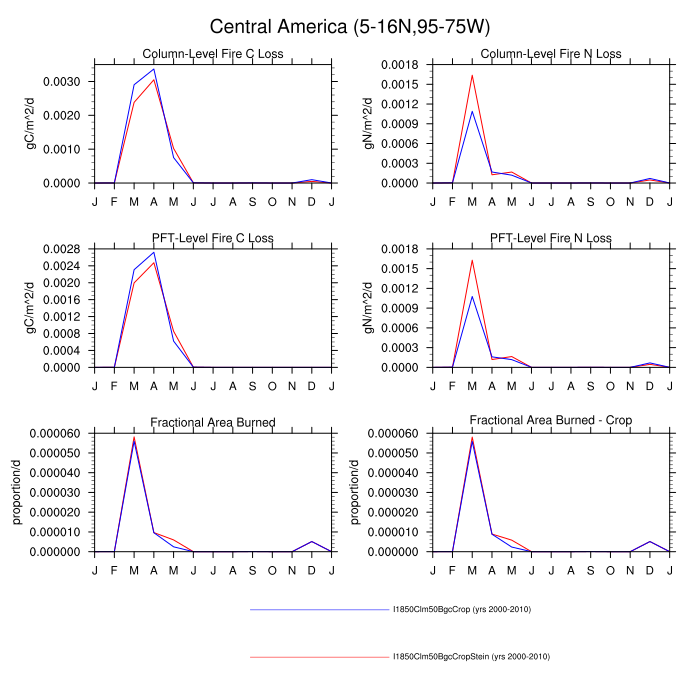 Central America (5-16N,95-75W)
Column-Level Fire C Loss
gC/m^2/d
0.0030
0.0020
0.0010
0.0000
J F M A M J J A S O N D J
Column-Level Fire N Loss
gN/m^2/d
0.0018
0.0015
0.0012
0.0009
0.0006
0.0003
0.0000
J F M A M J J A S O N D J
PFT-Level Fire C Loss
gC/m^2/d
0.0028
0.0024
0.0020
0.0016
0.0012
0.0008
0.0004
0.0000
J F M A M J J A S O N D J
PFT-Level Fire N Loss
gN/m^2/d
0.0018
0.0015
0.0012
0.0009
0.0006
0.0003
0.0000
J F M A M J J A S O N D J
Fractional Area Burned
proportion/d
0.000060
0.000050
0.000040
0.000030
0.000020
0.000010
0.000000
J F M A M J J A S O N D J
Fractional Area Burned - Crop
proportion/d
0.000060
0.000050
0.000040
0.000030
0.000020
0.000010
0.000000
J F M A M J J A S O N D J
I1850Clm50BgcCrop (yrs 2000-2010)
I1850Clm50BgcCropStein (yrs 2000-2010)